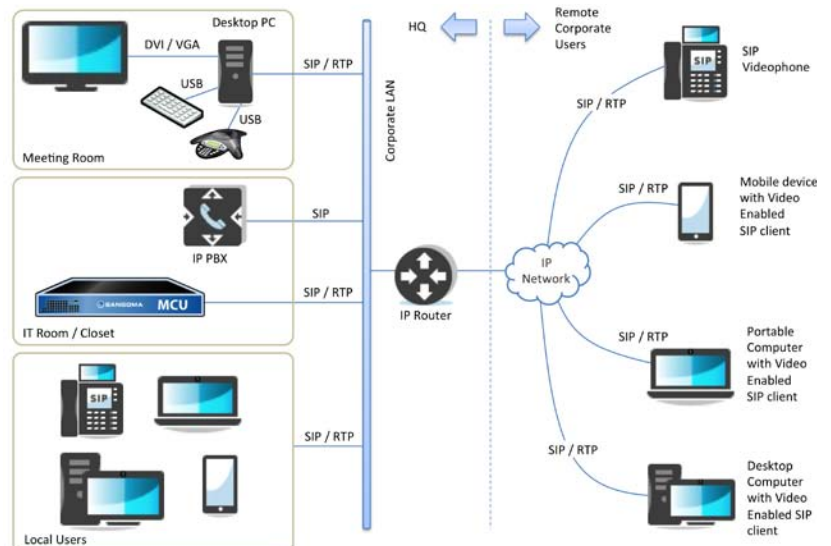 Desktop PC
DVI / VGA
USB
USB
SIP / RTP
Meeting Room
IP PBX
SIP
SANGOMA
MCU
SIP / RTP
IT Room / Closet
SIP
SIP / RTP
Local Users
Corporate LAN
HQ
Remote
Corporate
Users
IP Router
IP
Network
SIP / RTP
SIP
SIP
Videophone
SIP / RTP
Mobile device
with Video
Enabled
SIP client
SIP / RTP
Portable
Computer
with Video
Enabled
SIP client
SIP / RTP
Desktop
Computer
with Video
Enabled SIP
client